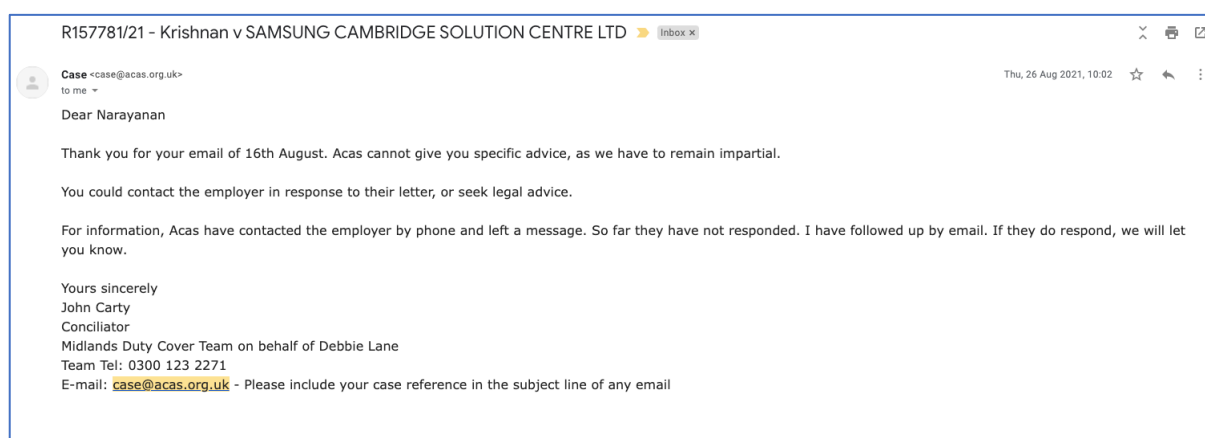 R157781/21 - Krishnan v SAMSUNG CAMBRIDGE SOLUTION CENTRE LTD Inbox x
Case <case@acas.org.uk> Thu, 26 Aug 2021, 10:02
to me
Dear Narayanan
Thank you for your email of 16th August. Acas cannot give you specific advice, as we have to remain impartial.
You could contact the employer in response to their letter, or seek legal advice.
For information, Acas have contacted the employer by phone and left a message. So far they have not responded. I have followed up by email. If they do respond, we will let
you know.
Yours sincerely
John Carty
Conciliator
Midlands Duty Cover Team on behalf of Debbie Lane
Team Tel: 0300 123 2271
E-mail: case@acas.org.uk - Please include your case reference in the subject line of any email